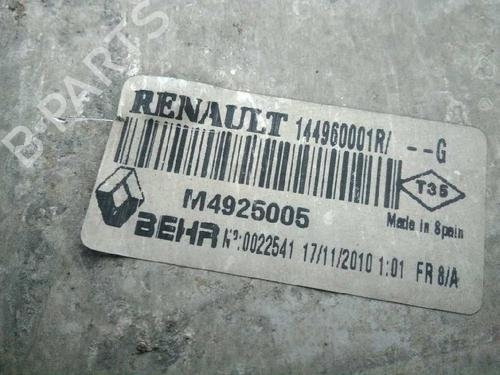 B-PARTS
RENAULT 144960001R/ --G
T35
M4925005
Made in Spain
BEHR Nº:0022541 17/11/2010 1:01 FR 8/A